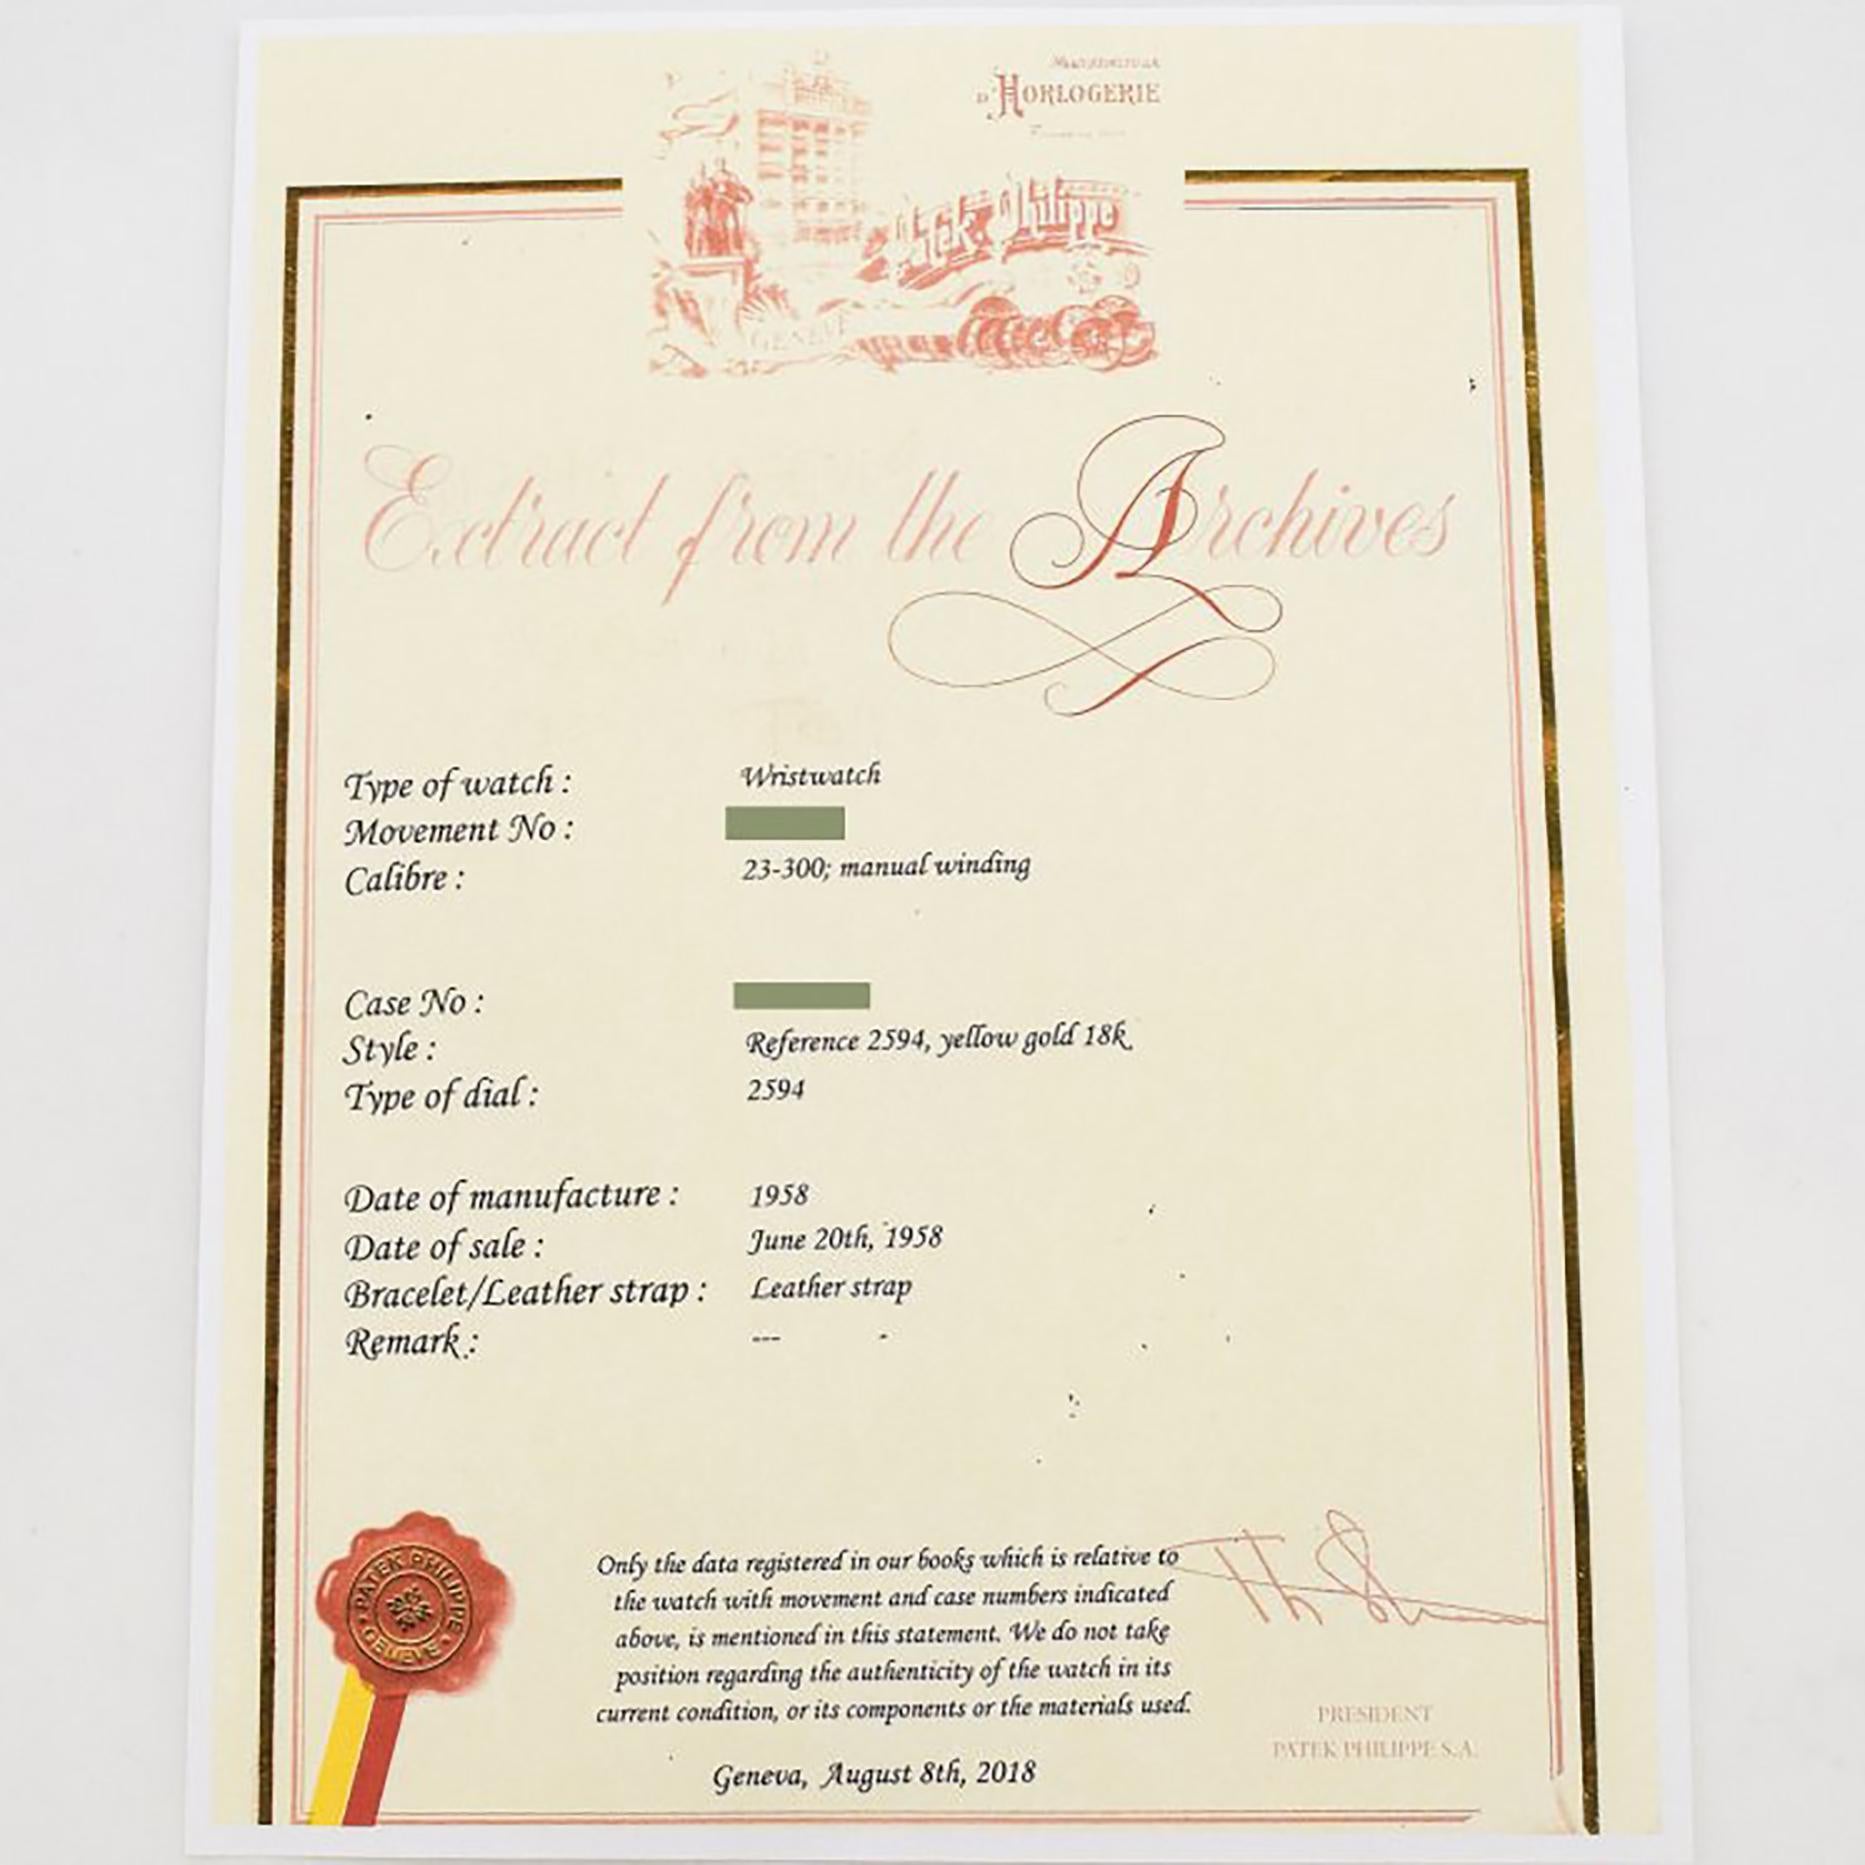 MANUFACTURE
D'HORLOGERIE
Patek Philippe
GENÈVE
Extract from the Archives
Type of watch : Wristwatch
Movement No :
Calibre : 23-300; manual winding
Case No :
Style : Reference 2594, yellow gold 18k
Type of dial : 2594
Date of manufacture : 1958
Date of sale : June 20th, 1958
Bracelet/Leather strap : Leather strap
Remark : ---
PATEK PHILIPPE
GENEVE
Only the data registered in our books which is relative to
the watch with movement and case numbers indicated
above, is mentioned in this statement. We do not take
position regarding the authenticity of the watch in its
current condition, or its components or the materials used.
PRESIDENT
PATEK PHILIPPE S.A.
Geneva, August 8th, 2018